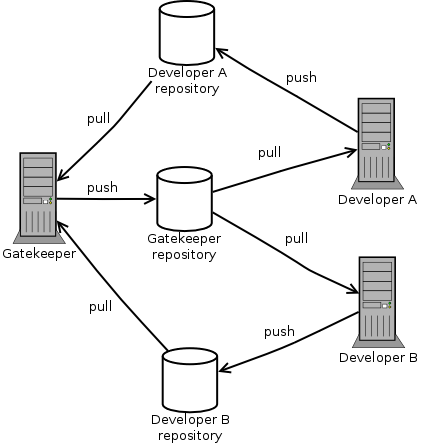 Developer A
repository
push
pull
pull
push
Developer A
Gatekeeper
Gatekeeper
repository
pull
pull
push
Developer B
Developer B
repository